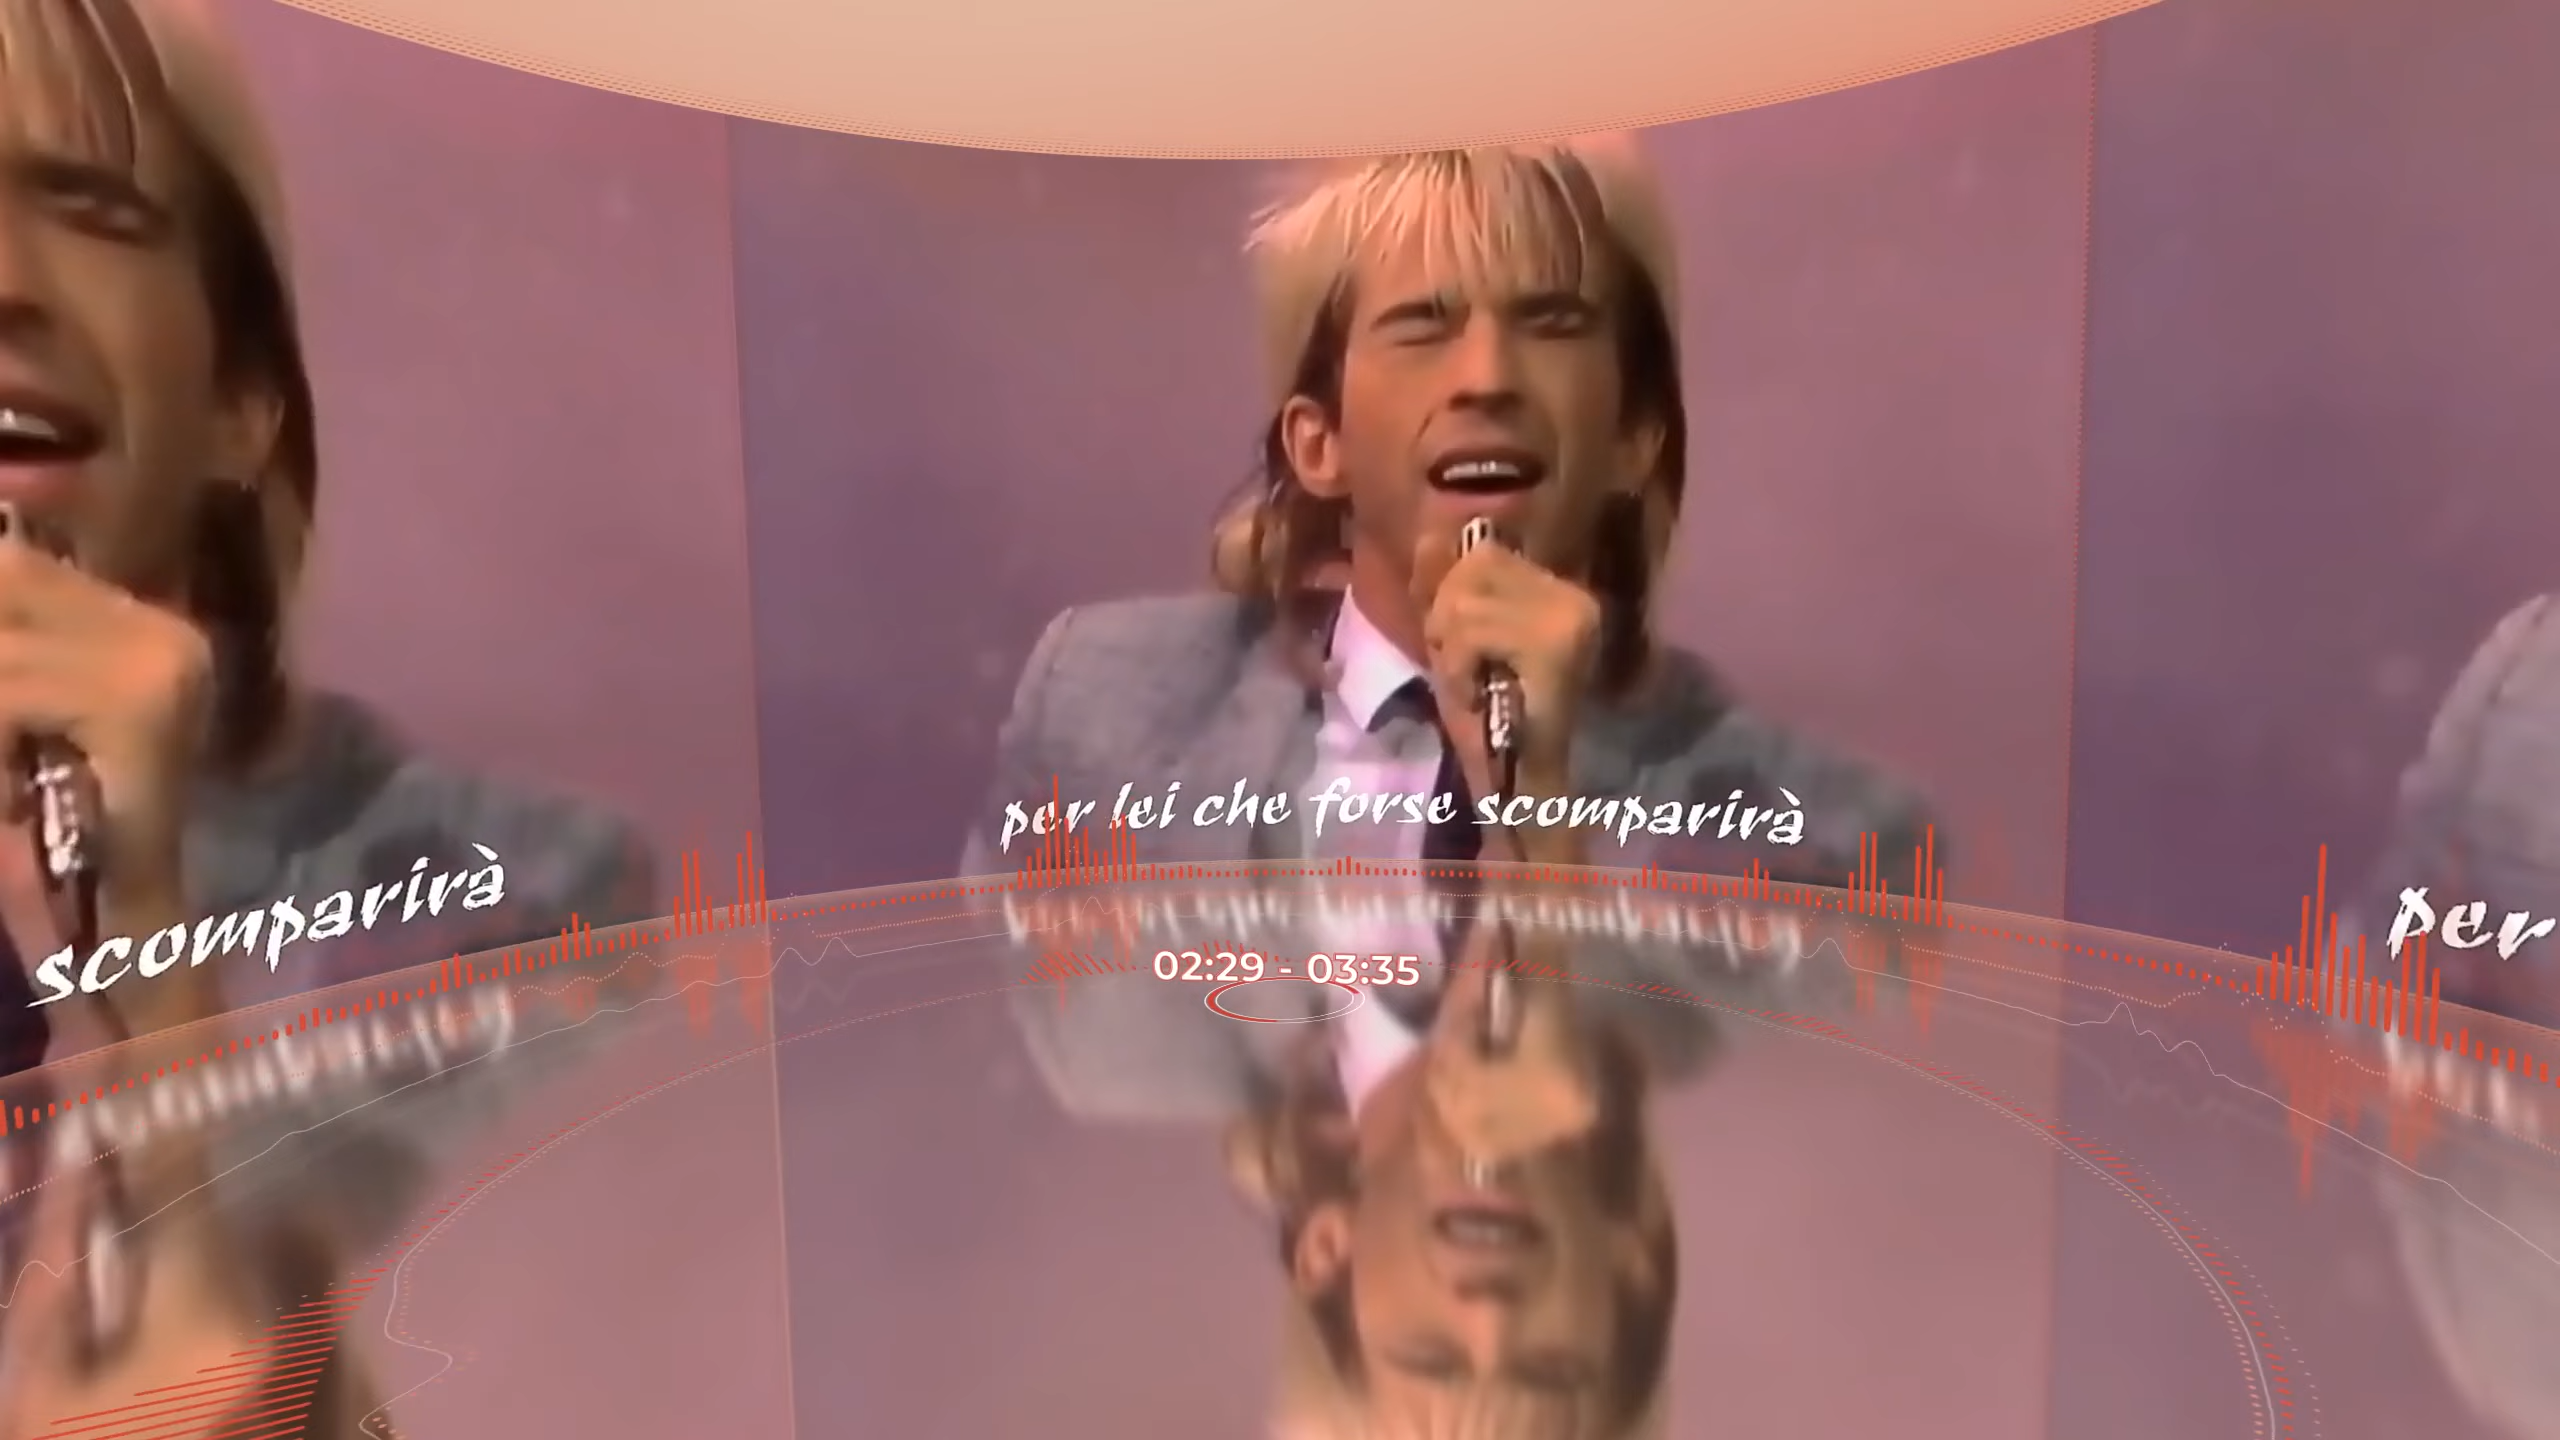 per lei che forse scomparirà
scomparirà
per
02:29 - 03:35